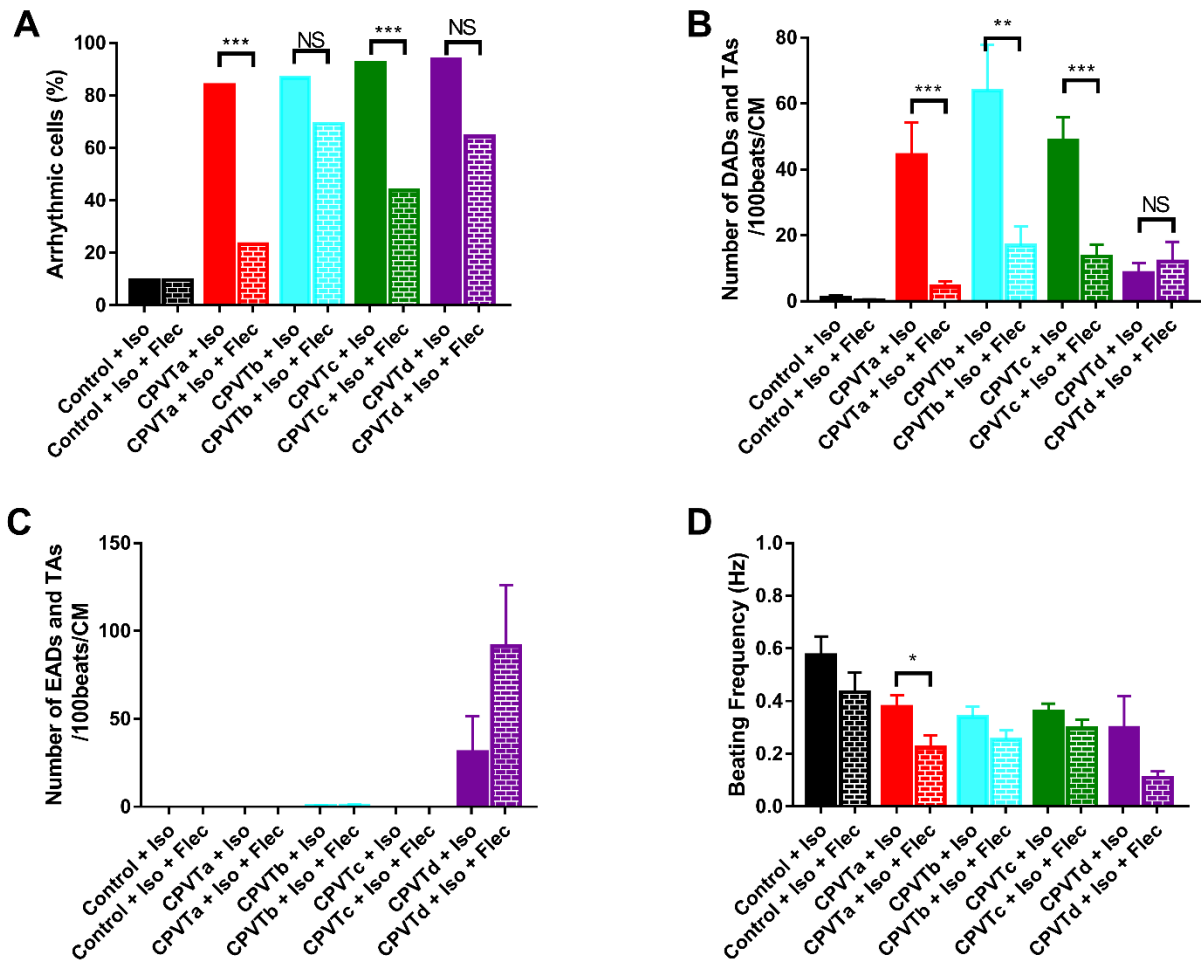 A
Arrhythmic cells (%)
100
80
60
40
20
0
***
NS
***
NS
Control + Iso
Control + Iso + Flec
CPVTa + Iso
CPVTa + Iso + Flec
CPVTb + Iso
CPVTb + Iso + Flec
CPVTc + Iso
CPVTc + Iso + Flec
CPVTd + Iso
CPVTd + Iso + Flec
B
Number of DADs and TAs
/100beats/CM
80
60
40
20
0
***
**
***
NS
Control + Iso
Control + Iso + Flec
CPVTa + Iso
CPVTa + Iso + Flec
CPVTb + Iso
CPVTb + Iso + Flec
CPVTc + Iso
CPVTc + Iso + Flec
CPVTd + Iso
CPVTd + Iso + Flec
C
Number of EADs and TAs
/100beats/CM
150
100
50
0
Control + Iso
Control + Iso + Flec
CPVTa + Iso
CPVTa + Iso + Flec
CPVTb + Iso
CPVTb + Iso + Flec
CPVTc + Iso
CPVTc + Iso + Flec
CPVTd + Iso
CPVTd + Iso + Flec
D
Beating Frequency (Hz)
1.0
0.8
0.6
0.4
0.2
0.0
*
Control + Iso
Control + Iso + Flec
CPVTa + Iso
CPVTa + Iso + Flec
CPVTb + Iso
CPVTb + Iso + Flec
CPVTc + Iso
CPVTc + Iso + Flec
CPVTd + Iso
CPVTd + Iso + Flec